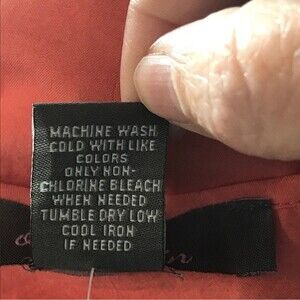 MACHINE WASH
COLD WITH LIKE
COLORS
ONLY NON-
CHLORINE BLEACH
WHEN NEEDED
TUMBLE DRY LOW
COOL IRON
IF NEEDED